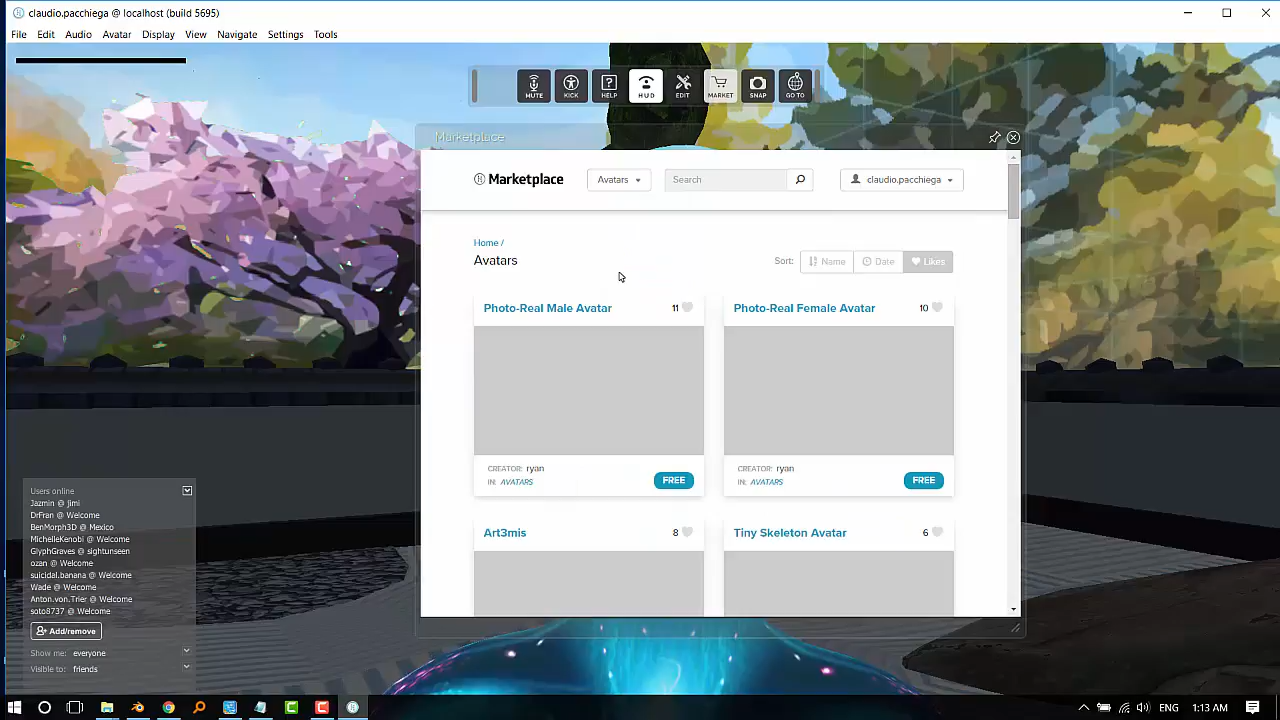 claudio.pacchiega @ localhost (build 5695)
File Edit Audio Avatar Display View Navigate Settings Tools
MUTE KICK HELP HUD EDIT MARKET SNAP GO TO
Marketplace
Marketplace Avatars Search claudio.pacchiega
Home /
Avatars
Sort: Name Date Likes
Photo-Real Male Avatar 11
CREATOR: ryan
IN: AVATARS
FREE
Photo-Real Female Avatar 10
CREATOR: ryan
IN: AVATARS
FREE
Art3mis 8
Tiny Skeleton Avatar 6
Users online
Jazmin @ jimi
DrFran @ Welcome
BenMorph3D @ Mexico
MichelleKenobi @ Welcome
GlyphGraves @ sightunseen
ozan @ Welcome
suicidal.banana @ Welcome
Wade @ Welcome
Anton.von.Trier @ Welcome
soto8737 @ Welcome
Add/remove
Show me: everyone
Visible to: friends
ENG 1:13 AM